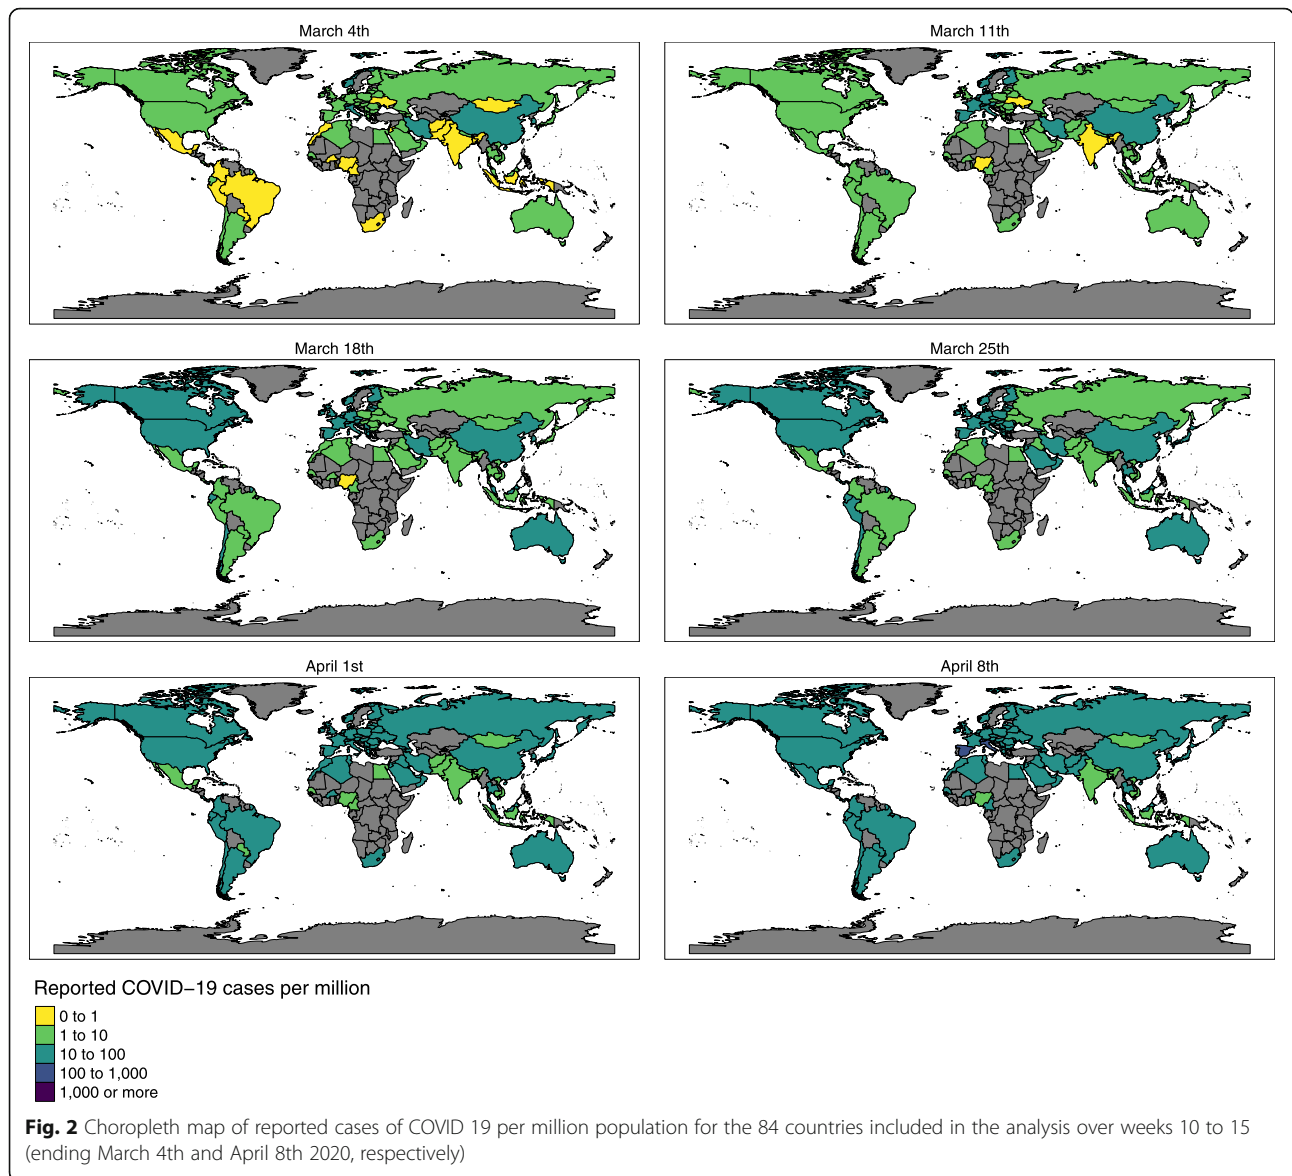 March 4th
March 11th
March 18th
March 25th
April 1st
April 8th
Reported COVID−19 cases per million
0 to 1
1 to 10
10 to 100
100 to 1,000
1,000 or more
Fig. 2 Choropleth map of reported cases of COVID 19 per million population for the 84 countries included in the analysis over weeks 10 to 15
(ending March 4th and April 8th 2020, respectively)